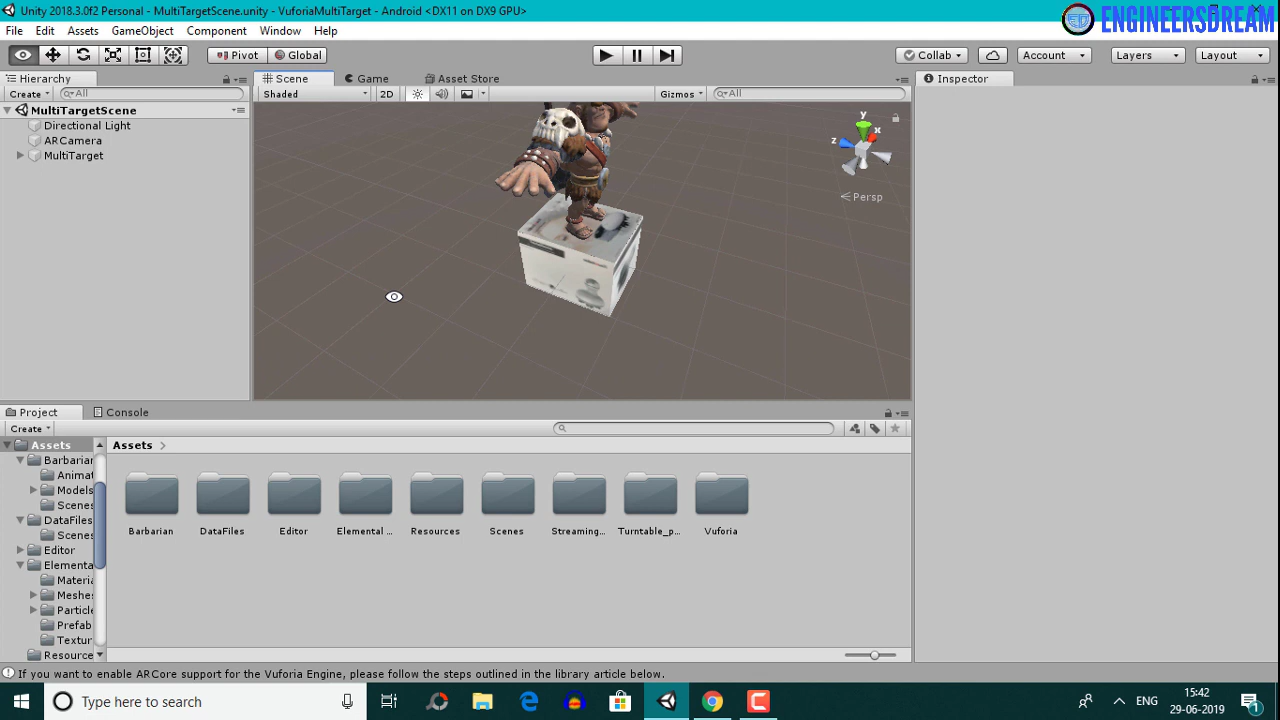 Unity 2018.3.0f2 Personal - MultiTargetScene.unity - VuforiaMultiTarget - Android <DX11 on DX9 GPU>
ENGINEERSDREAM
File Edit Assets GameObject Component Window Help
Pivot Global Collab Account Layers Layout
Hierarchy Scene Game Asset Store Inspector
Create All Shaded 2D Gizmos All
MultiTargetScene
Directional Light
ARCamera
MultiTarget
y
x
z
Persp
Project Console
Create
Assets
Barbarian
Animat
Models
Scenes
DataFiles
Scenes
Editor
Elementa
Materia
Meshes
Particle
Prefab
Textur
Resource
Assets
Barbarian DataFiles Editor Elemental ... Resources Scenes Streaming... Turntable_p... Vuforia
If you want to enable ARCore support for the Vuforia Engine, please follow the steps outlined in the library article below.
Type here to search
ENG
15:42
29-06-2019
1